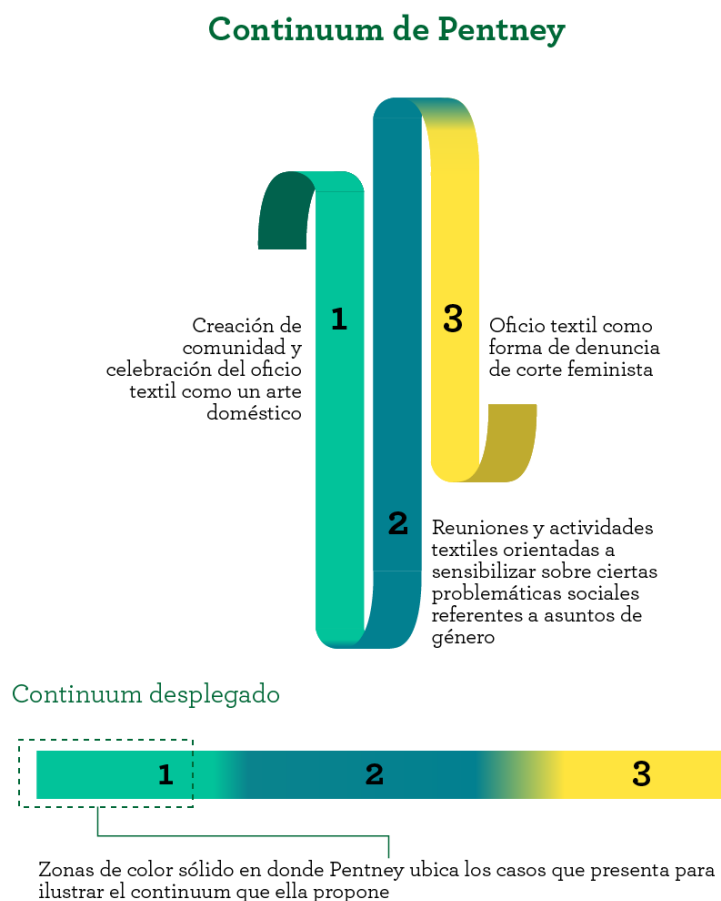 Continuum de Pentney
1
Creación de
comunidad y
celebración del oficio
textil como un arte
doméstico
3
Oficio textil como
forma de denuncia
de corte feminista
2
Reuniones y actividades
textiles orientadas a
sensibilizar sobre ciertas
problemáticas sociales
referentes a asuntos de
género
Continuum desplegado
1
2
3
Zonas de color sólido en donde Pentney ubica los casos que presenta para
ilustrar el continuum que ella propone